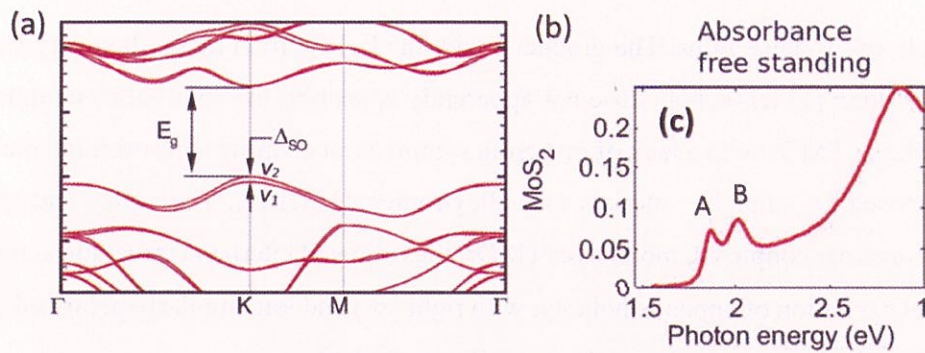 (a)
E_g
Δ_SO
v_2
v_1
Γ
K
M
Γ
(b)
Absorbance
free standing
(c)
MoS_2
0.2
0.15
0.1
0.05
0
A
B
1.5
2
2.5
Photon energy (eV)